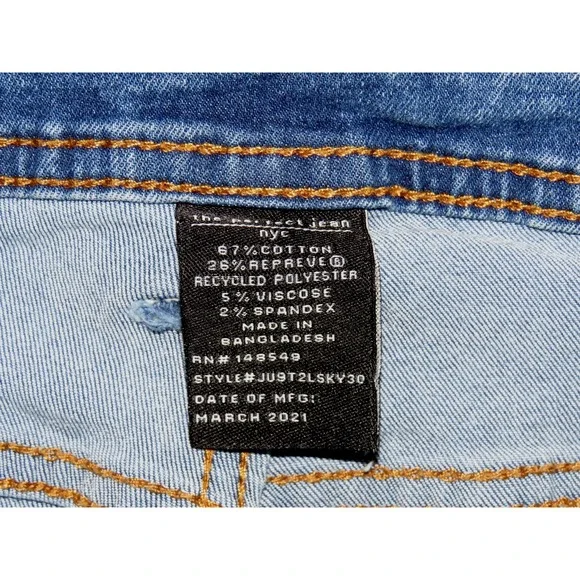 the perfect jean
nyc
67% COTTON
26% REPREVE®
RECYCLED POLYESTER
5% VISCOSE
2% SPANDEX
MADE IN
BANGLADESH
RN# 148549
STYLE#JU9T2LSKY30
DATE OF MFG:
MARCH 2021